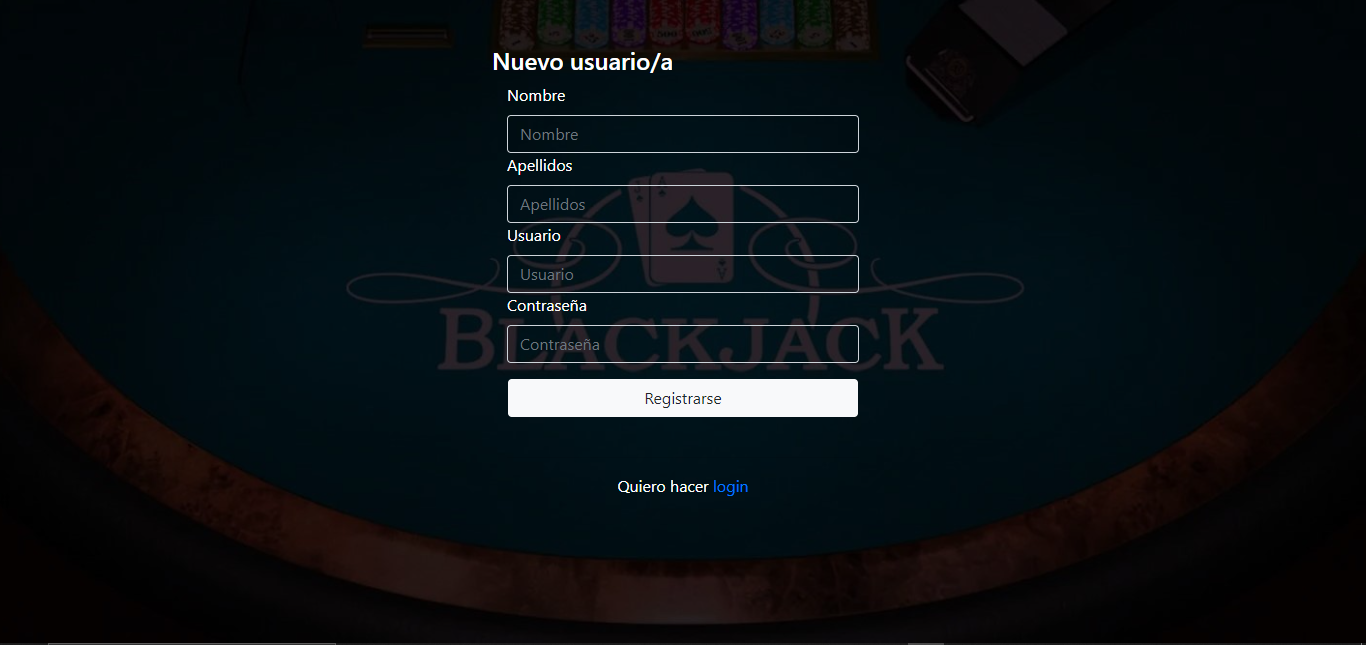 Nuevo usuario/a
Nombre
Nombre
Apellidos
Apellidos
Usuario
Usuario
Contraseña
Contraseña
BLACKJACK
Registrarse
Quiero hacer login